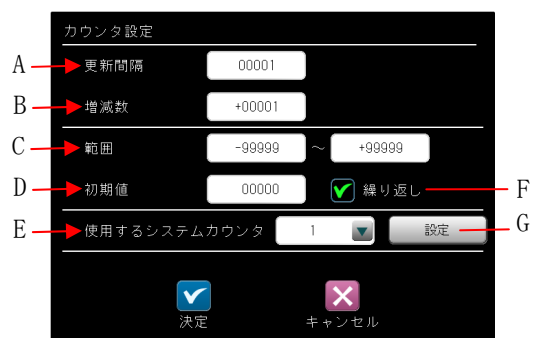 カウンタ設定
A 更新間隔 00001
B 増減数 +00001
C 範囲 -99999 ～ +99999
D 初期値 00000 繰り返し F
E 使用するシステムカウンタ 1 設定 G
決定 キャンセル